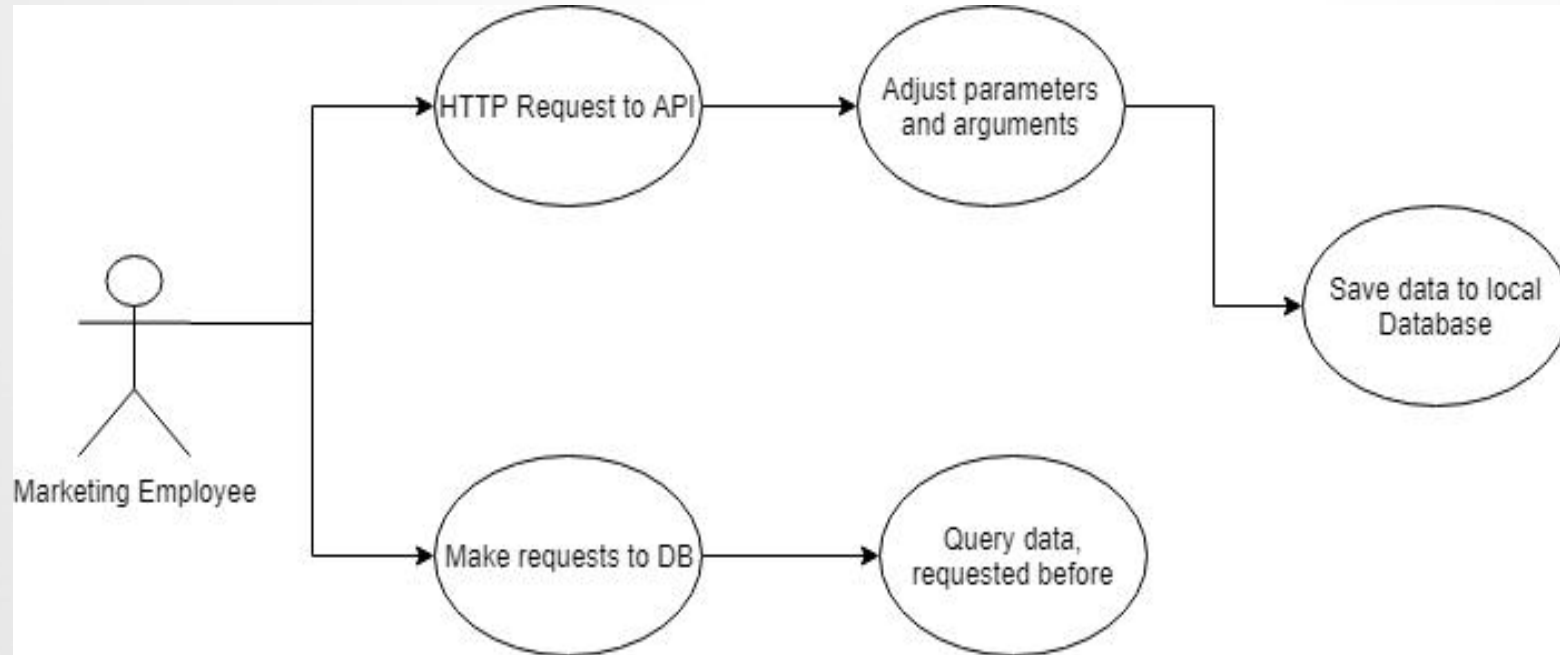 HTTP Request to API
Adjust parameters
and arguments
Save data to local
Database
Marketing Employee
Make requests to DB
Query data,
requested before